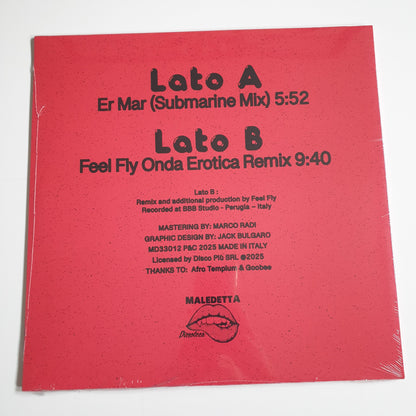 Lato A
Er Mar (Submarine Mix) 5:52
Lato B
Feel Fly Onda Erotica Remix 9:40
Lato B :
Remix and additional production by Feel Fly
Recorded at BBB Studio - Perugia - Italy
MASTERING BY: MARCO RADI
GRAPHIC DESIGN BY: JACK BULGARO
MD33012 P&C 2025 MADE IN ITALY
Licensed by Disco Più SRL @2025
THANKS TO: Afro Templum & Goobee
MALEDETTA
Discoteca